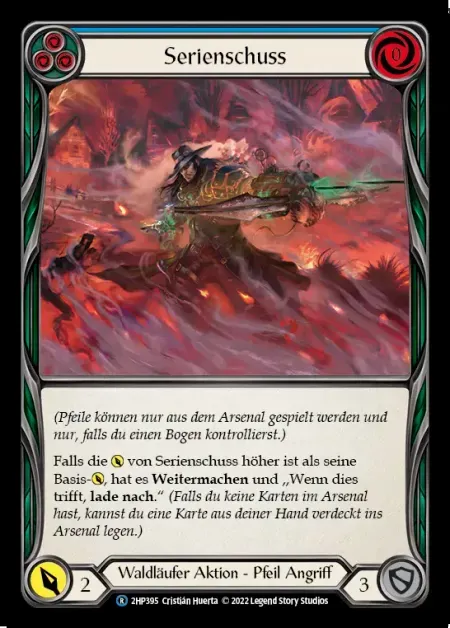 Serienschuss
0
(Pfeile können nur aus dem Arsenal gespielt werden und
nur, falls du einen Bogen kontrollierst.)
Falls die von Serienschuss höher ist als seine
Basis-, hat es Weitermachen und „Wenn dies
trifft, lade nach.“ (Falls du keine Karten im Arsenal
hast, kannst du eine Karte aus deiner Hand verdeckt ins
Arsenal legen.)
2 Waldläufer Aktion - Pfeil Angriff 3
R 2HP395 Cristián Huerta © 2022 Legend Story Studios